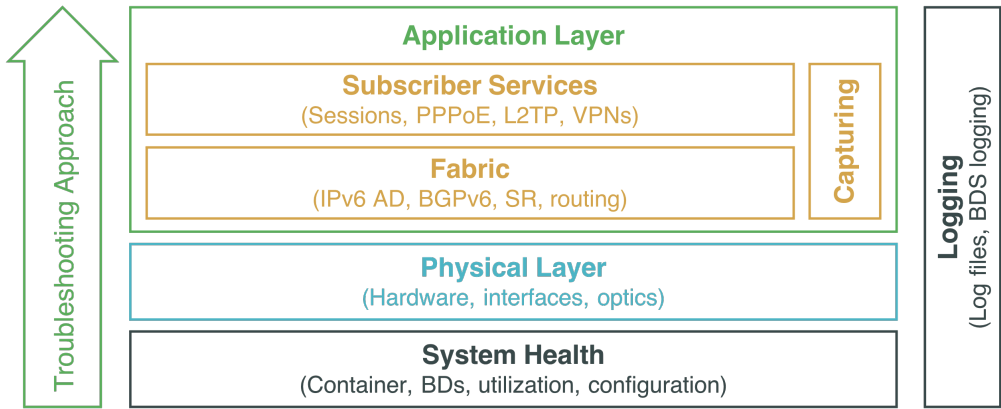 Troubleshooting Approach
Application Layer
Subscriber Services
(Sessions, PPPoE, L2TP, VPNs)
Fabric
(IPv6 AD, BGPv6, SR, routing)
Capturing
Physical Layer
(Hardware, interfaces, optics)
System Health
(Container, BDs, utilization, configuration)
Logging
(Log files, BDS logging)